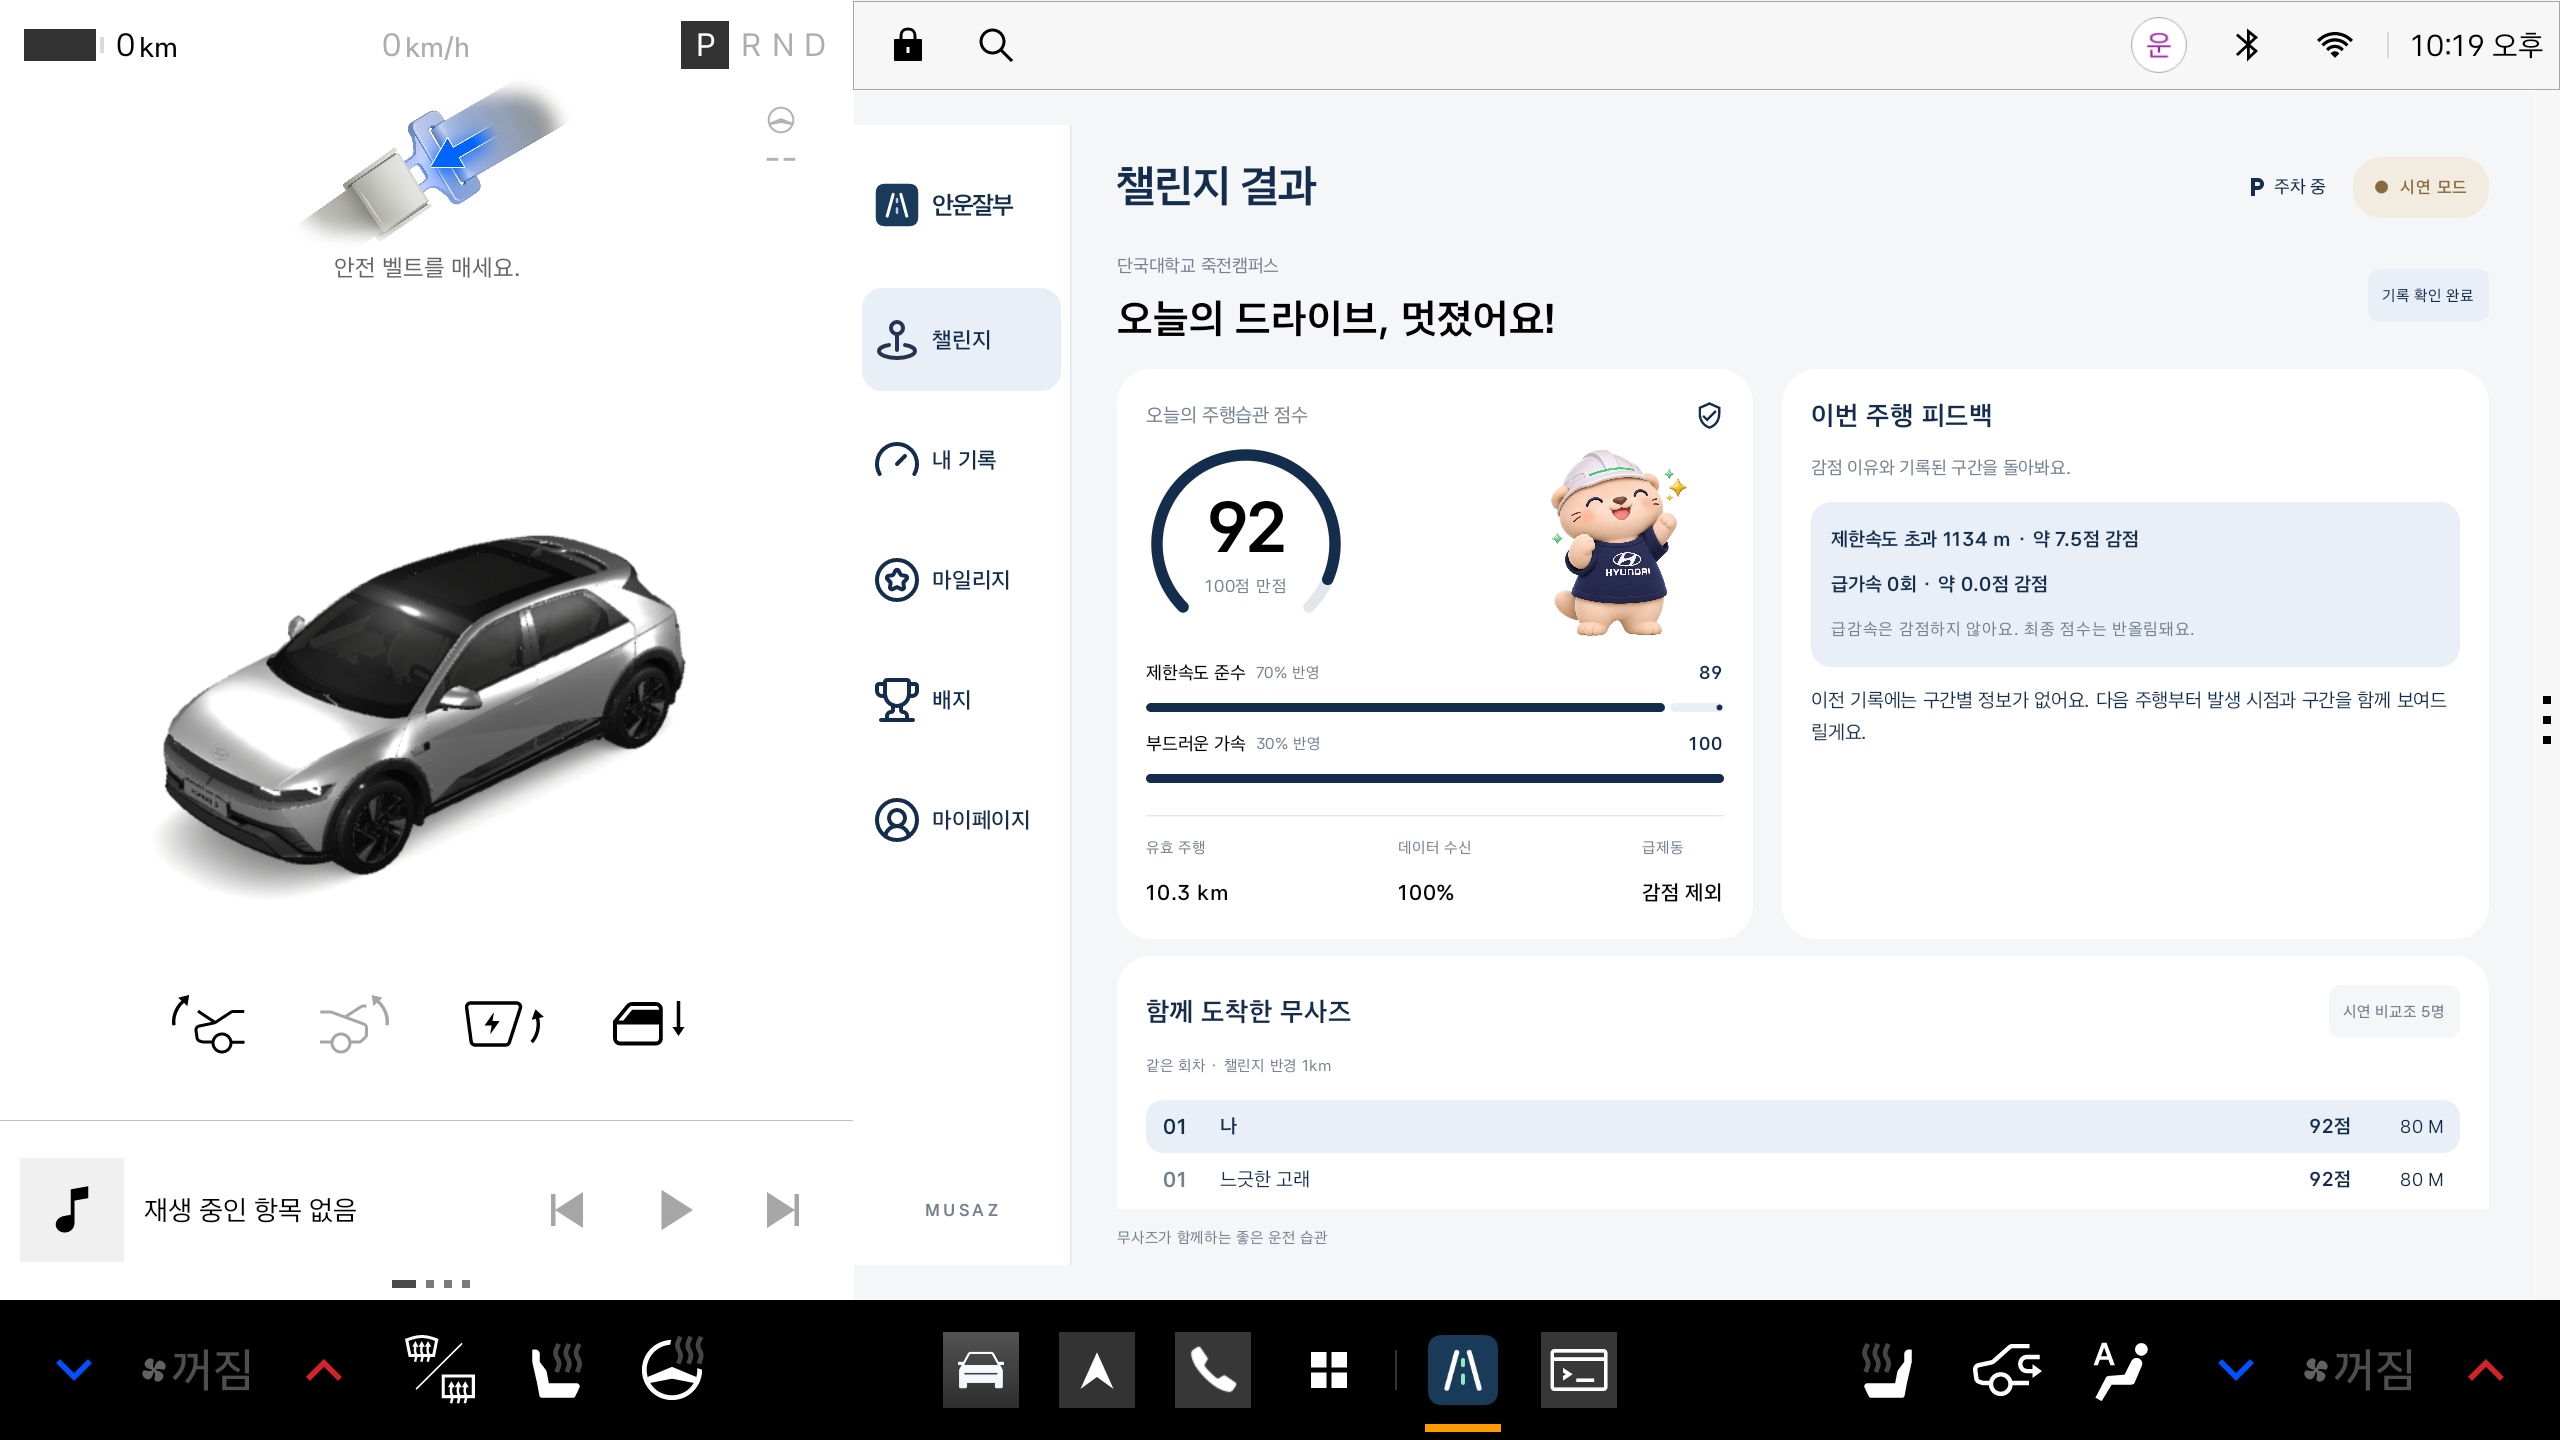 0 km
0 km/h
P R N D
10:19 오후
운
안전 벨트를 매세요.
재생 중인 항목 없음
안운잘부
챌린지
내 기록
마일리지
배지
마이페이지
MUSAZ
챌린지 결과
P 주차 중
시연 모드
단국대학교 죽전캠퍼스
오늘의 드라이브, 멋졌어요!
기록 확인 완료
오늘의 주행습관 점수
92
100점 만점
HYUNDAI
제한속도 준수 70% 반영 89
부드러운 가속 30% 반영 100
유효 주행 데이터 수신 급제동
10.3 km 100% 감점 제외
이번 주행 피드백
감점 이유와 기록된 구간을 돌아봐요.
제한속도 초과 1134 m · 약 7.5점 감점
급가속 0회 · 약 0.0점 감점
급감속은 감점하지 않아요. 최종 점수는 반올림돼요.
이전 기록에는 구간별 정보가 없어요. 다음 주행부터 발생 시점과 구간을 함께 보여드
릴게요.
함께 도착한 무사즈
시연 비교조 5명
같은 회차 · 챌린지 반경 1km
01 나 92점 80 M
01 느긋한 고래 92점 80 M
무사즈가 함께하는 좋은 운전 습관
꺼짐
A
꺼짐